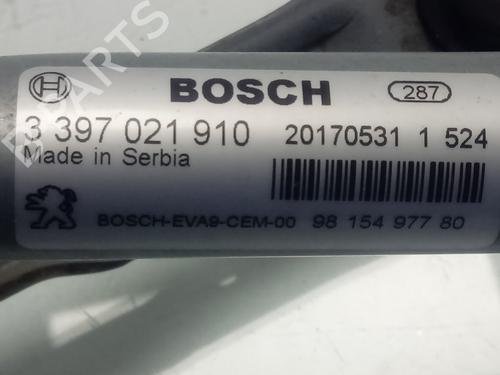 BOSCH 287
3 397 021 910 20170531 1 524
Made in Serbia
BOSCH-EVA9-CEM-00 98 154 977 80